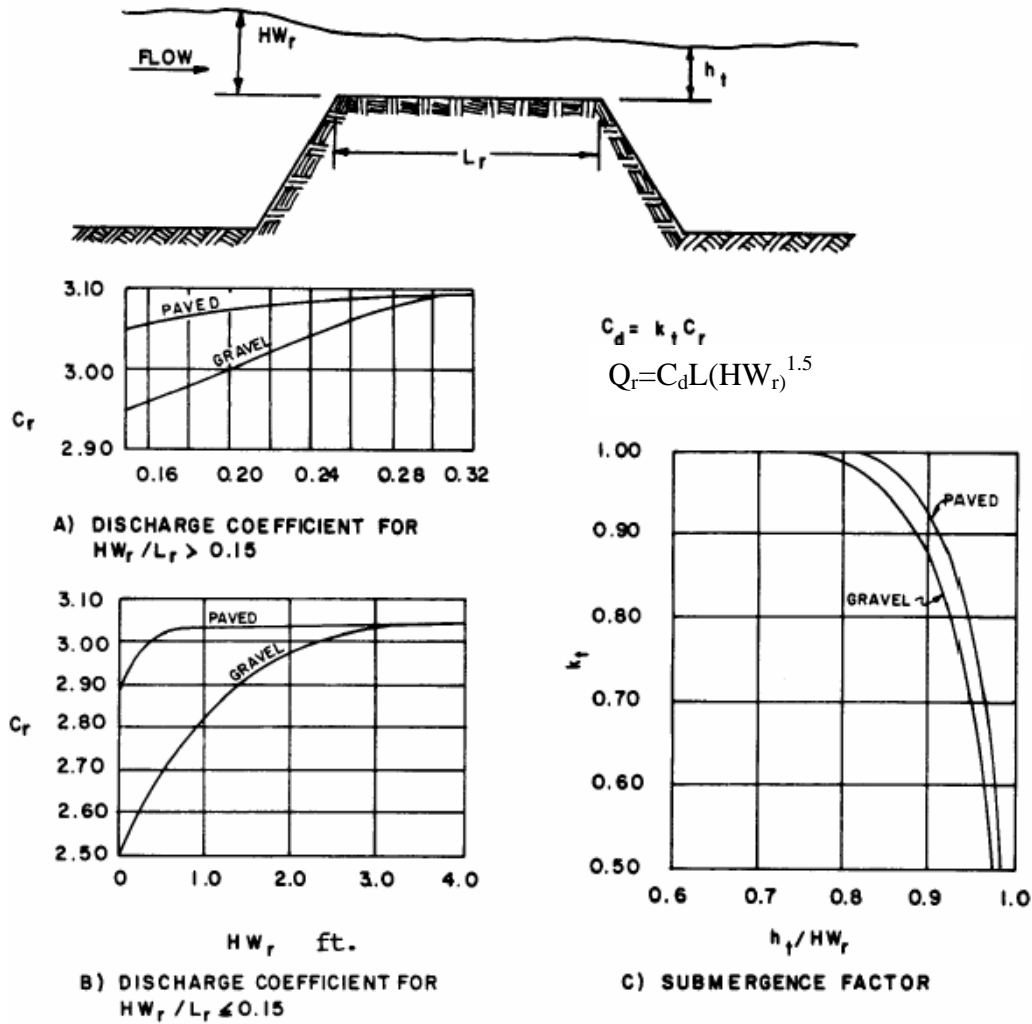 HWr
FLOW
ht
Lr
3.10
3.00
Cr
2.90
PAVED
GRAVEL
0.16 0.20 0.24 0.28 0.32
A) DISCHARGE COEFFICIENT FOR
HWr/Lr > 0.15
Cd = kt Cr
Qr=CdL(HWr)1.5
3.10
3.00
2.90
2.80
Cr
2.70
2.60
2.50
PAVED
GRAVEL
0 1.0 2.0 3.0 4.0
HWr ft.
B) DISCHARGE COEFFICIENT FOR
HWr/Lr ≤ 0.15
1.00
0.90
0.80
kt
0.70
0.60
0.50
PAVED
GRAVEL
0.6 0.7 0.8 0.9 1.0
ht/HWr
C) SUBMERGENCE FACTOR